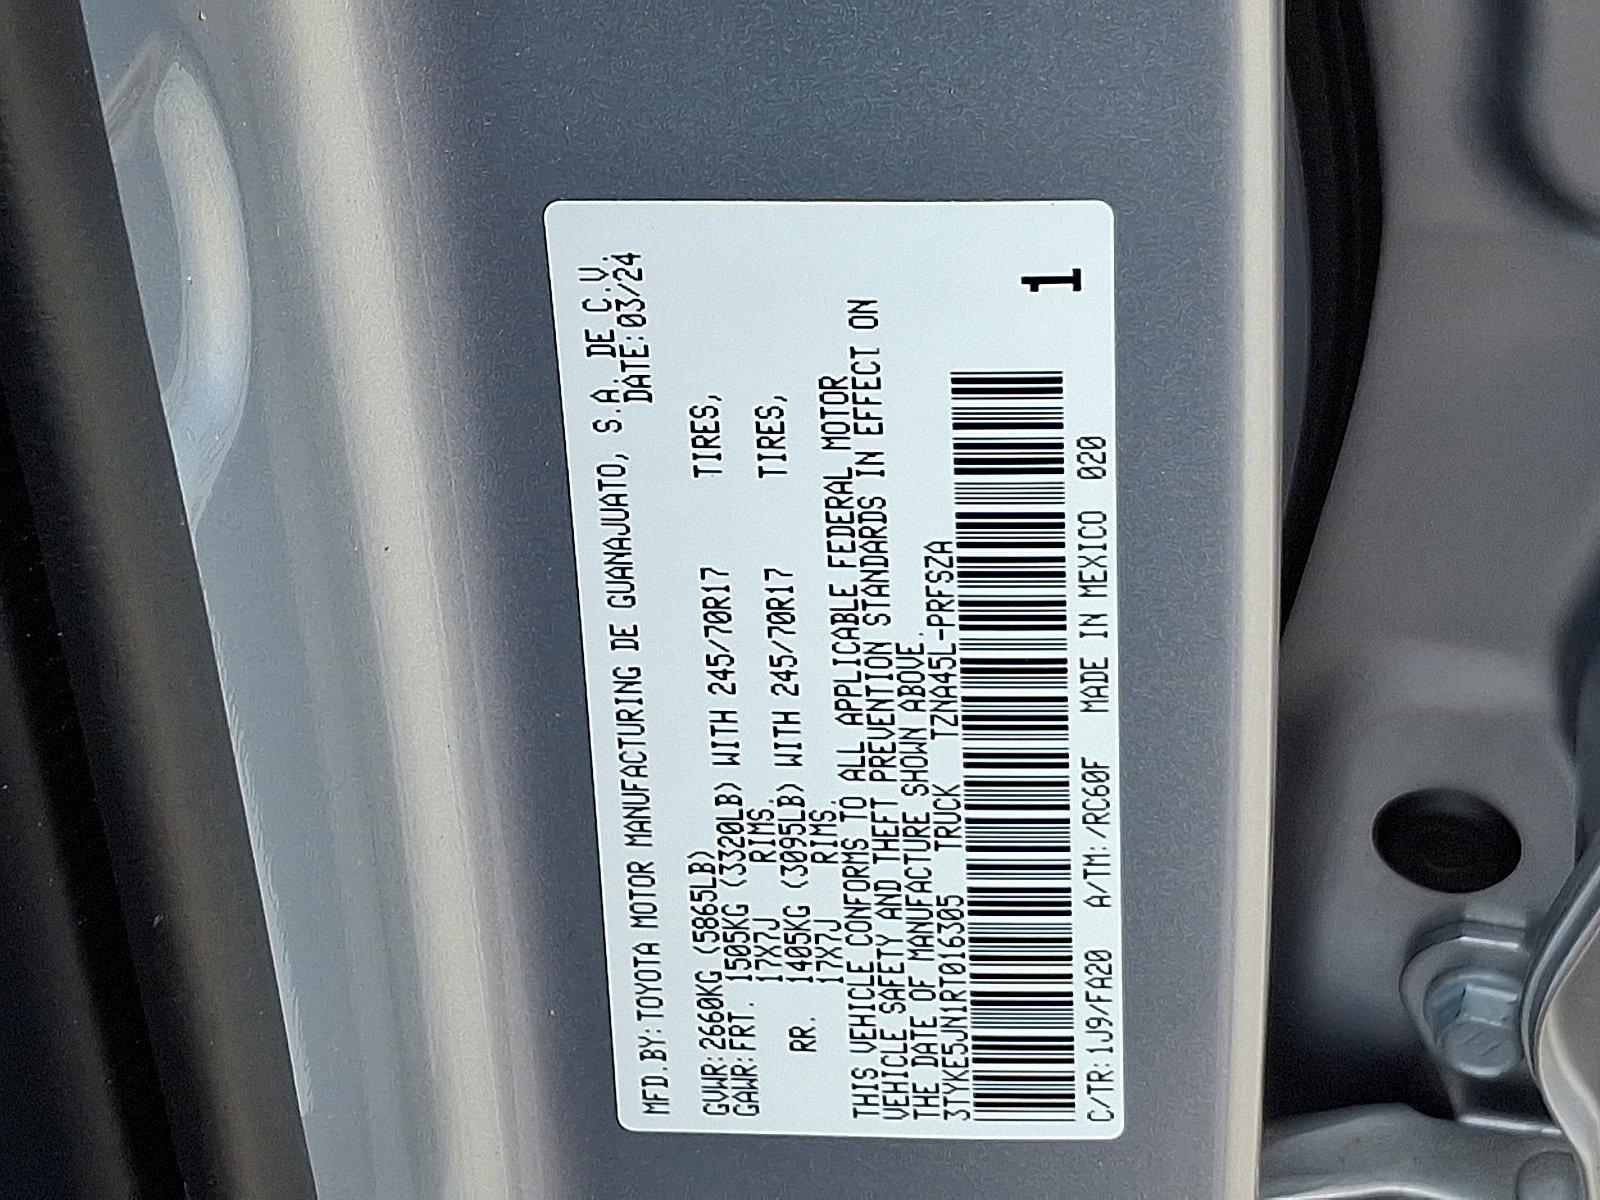 MFD.BY:TOYOTA MOTOR MANUFACTURING DE GUANAJUATO, S.A. DE C.V.
DATE:03/24
GVWR:2660KG (5865LB)
GAWR:FRT. 1505KG (3320LB) WITH 245/70R17 TIRES,
17X7J RIMS.
RR. 1405KG (3095LB) WITH 245/70R17 TIRES,
17X7J RIMS.
THIS VEHICLE CONFORMS TO ALL APPLICABLE FEDERAL MOTOR
VEHICLE SAFETY AND THEFT PREVENTION STANDARDS IN EFFECT ON
THE DATE OF MANUFACTURE SHOWN ABOVE.
3TYKE5JN1RT016305 TRUCK TZNA45L-PRFSZA
1
C/TR:1J9/FA20 A/TM:/RC60F MADE IN MEXICO 020